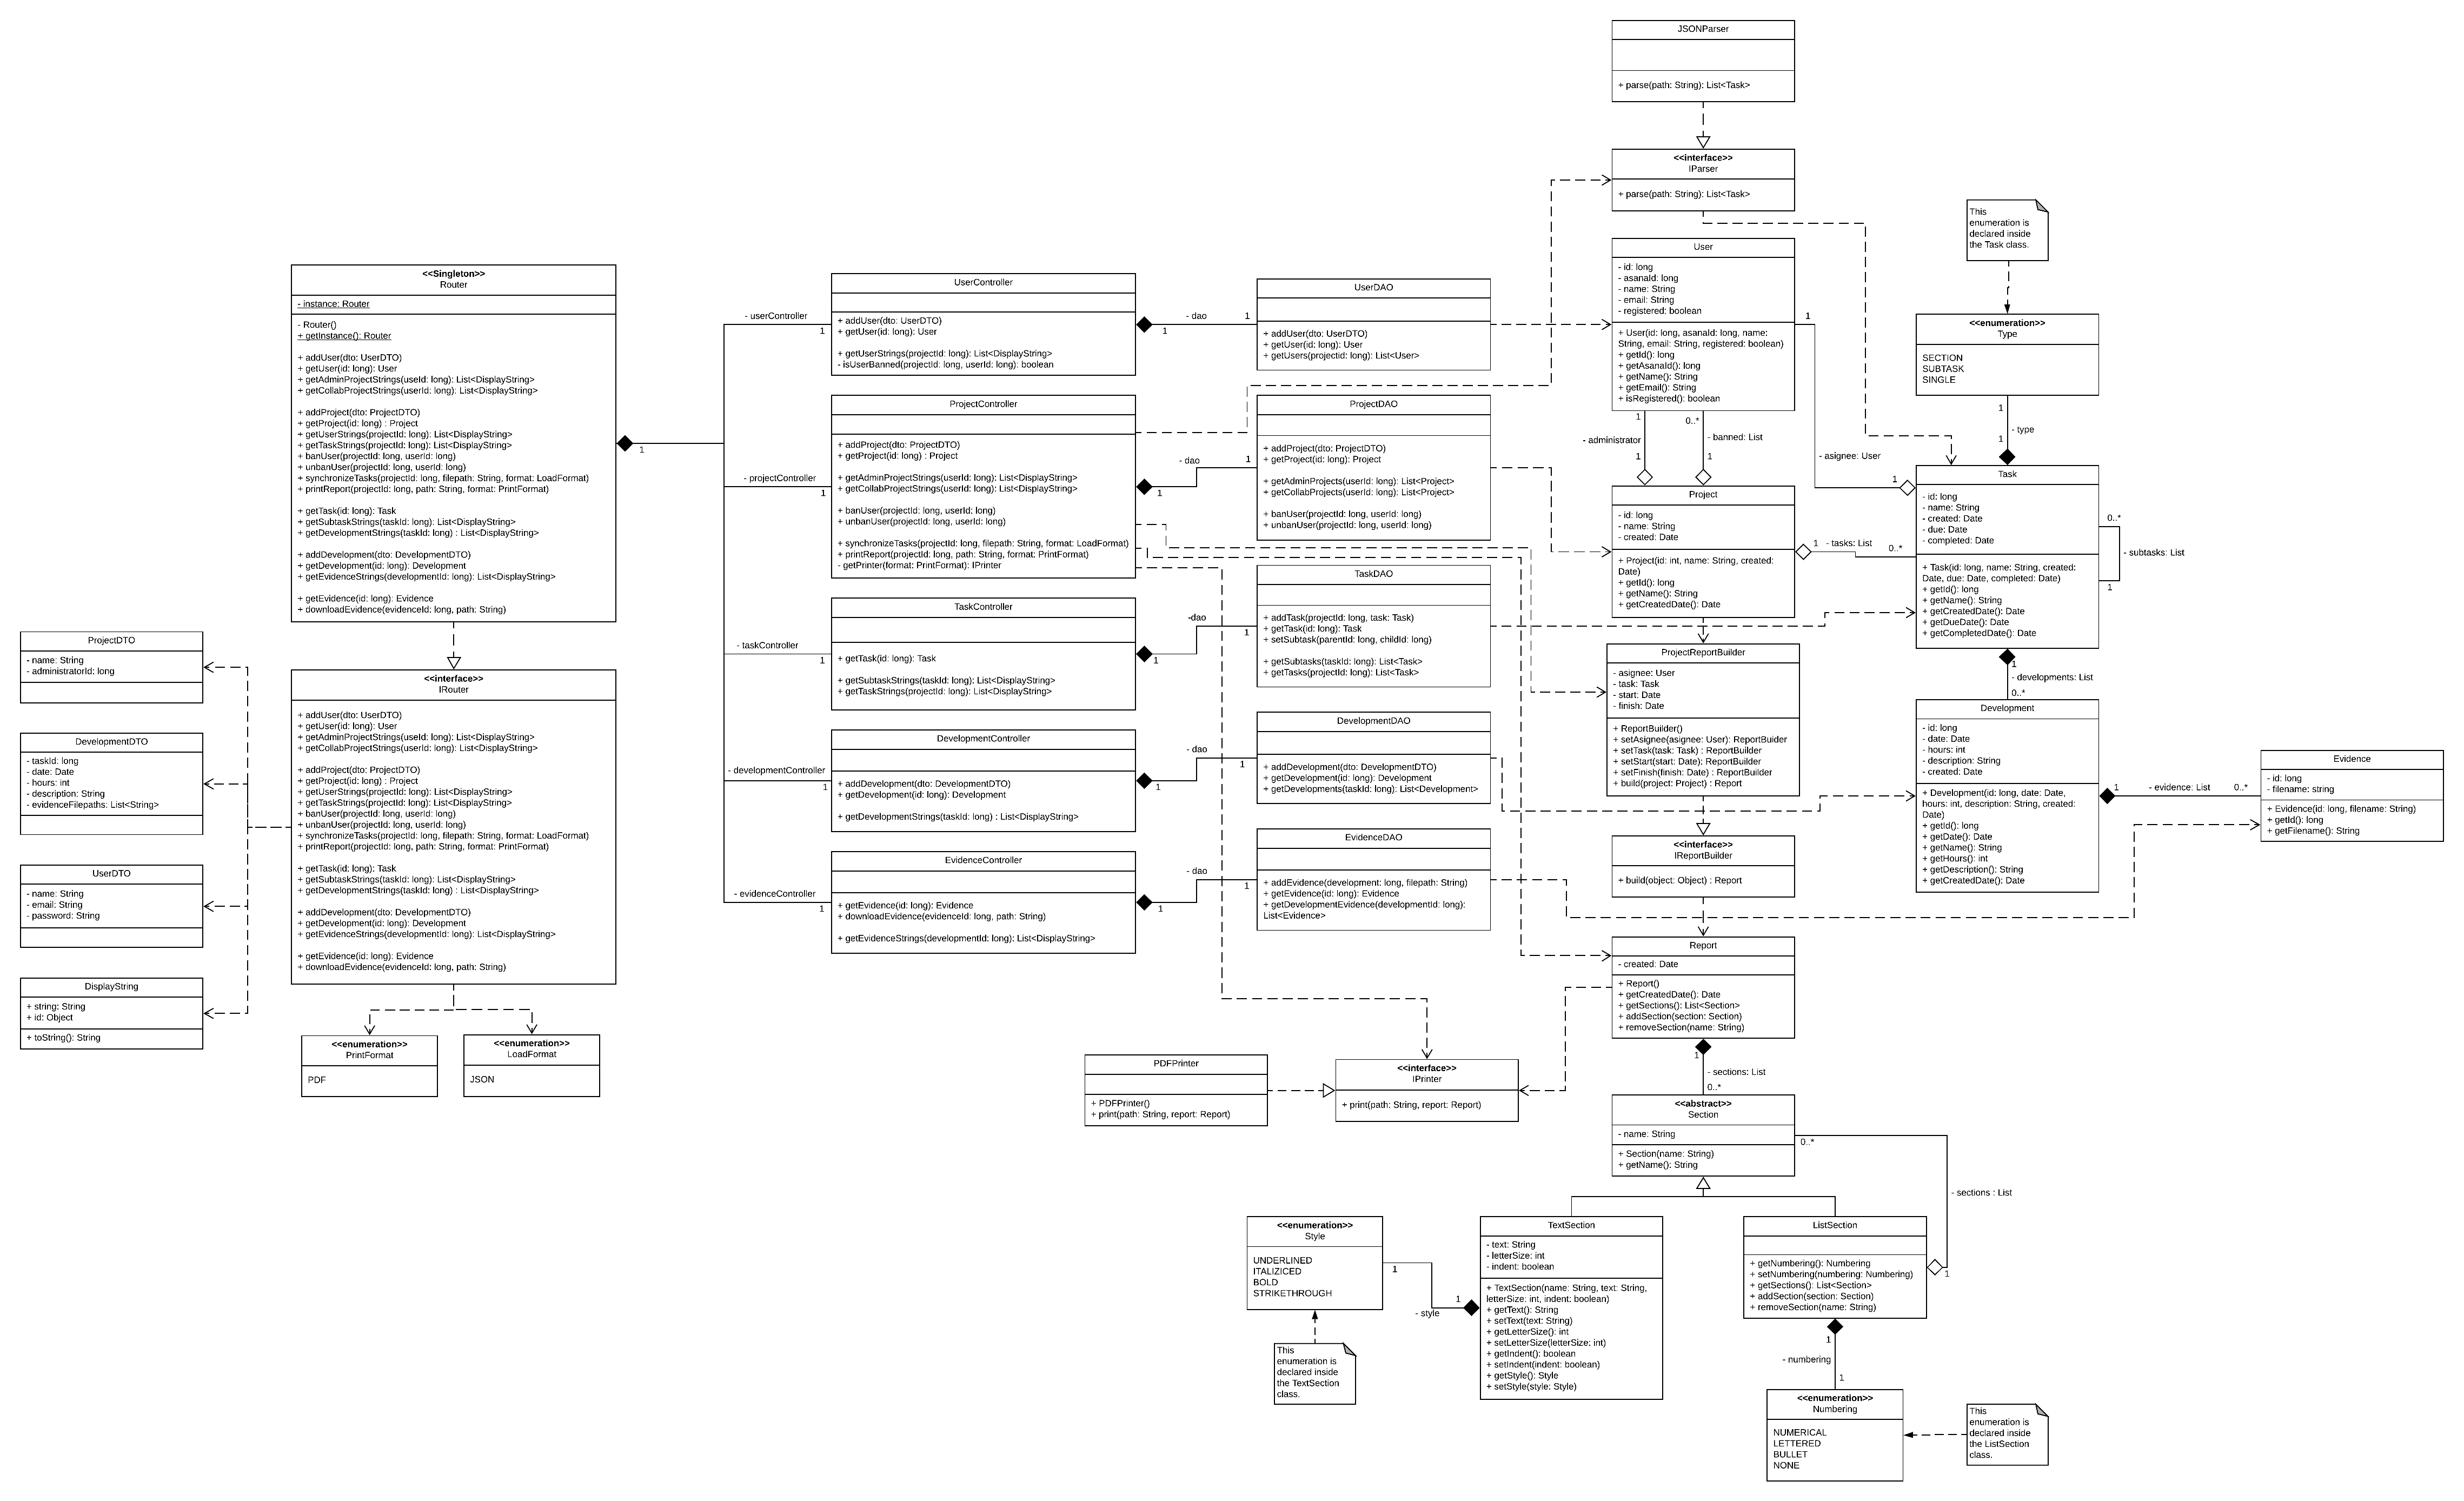 JSONParser
+ parse(path: String): List<Task>
<<interface>>
IParser
+ parse(path: String): List<Task>
This
enumeration is
declared inside
the Task class.
<<enumeration>>
Type
SECTION
SUBTASK
SINGLE
1
1
- type
<<Singleton>>
Router
- instance: Router
- Router()
+ getInstance(): Router
+ addUser(dto: UserDTO)
+ getUser(id: long): User
+ getAdminProjectStrings(useId: long): List<DisplayString>
+ getCollabProjectStrings(userId: long): List<DisplayString>
+ addProject(dto: ProjectDTO)
+ getProject(id: long) : Project
+ getUserStrings(projectId: long): List<DisplayString>
+ getTaskStrings(projectId: long): List<DisplayString>
+ banUser(projectId: long, userId: long)
+ unbanUser(projectId: long, userId: long)
+ synchronizeTasks(projectId: long, filepath: String, format: LoadFormat)
+ printReport(projectId: long, path: String, format: PrintFormat)
+ getTask(id: long): Task
+ getSubtaskStrings(taskId: long): List<DisplayString>
+ getDevelopmentStrings(taskId: long) : List<DisplayString>
+ addDevelopment(dto: DevelopmentDTO)
+ getDevelopment(id: long): Development
+ getEvidenceStrings(developmentId: long): List<DisplayString>
+ getEvidence(id: long): Evidence
+ downloadEvidence(evidenceId: long, path: String)
1
- userController
1
- projectController
1
- taskController
1
- developmentController
1
- evidenceController
1
UserController
+ addUser(dto: UserDTO)
+ getUser(id: long): User
+ getUserStrings(projectId: long): List<DisplayString>
- isUserBanned(projectId: long, userId: long): boolean
- dao
1
1
UserDAO
+ addUser(dto: UserDTO)
+ getUser(id: long): User
+ getUsers(projectid: long): List<User>
User
- id: long
- asanaId: long
- name: String
- email: String
- registered: boolean
+ User(id: long, asanaId: long, name:
String, email: String, registered: boolean)
+ getId(): long
+ getAsanaId(): long
+ getName(): String
+ getEmail(): String
+ isRegistered(): boolean
1
- asignee: User
1
1
- administrator
1
0..*
- banned: List
1
ProjectController
+ addProject(dto: ProjectDTO)
+ getProject(id: long) : Project
+ getAdminProjectStrings(userId: long): List<DisplayString>
+ getCollabProjectStrings(userId: long): List<DisplayString>
+ banUser(projectId: long, userId: long)
+ unbanUser(projectId: long, userId: long)
+ synchronizeTasks(projectId: long, filepath: String, format: LoadFormat)
+ printReport(projectId: long, path: String, format: PrintFormat)
- getPrinter(format: PrintFormat): IPrinter
- dao
1
1
ProjectDAO
+ addProject(dto: ProjectDTO)
+ getProject(id: long): Project
+ getAdminProjects(userId: long): List<Project>
+ getCollabProjects(userId: long): List<Project>
+ banUser(projectId: long, userId: long)
+ unbanUser(projectId: long, userId: long)
Project
- id: long
- name: String
- created: Date
+ Project(id: int, name: String, created:
Date)
+ getId(): long
+ getName(): String
+ getCreatedDate(): Date
1
- tasks: List
0..*
Task
- id: long
- name: String
- created: Date
- due: Date
- completed: Date
+ Task(id: long, name: String, created:
Date, due: Date, completed: Date)
+ getId(): long
+ getName(): String
+ getCreatedDate(): Date
+ getDueDate(): Date
+ getCompletedDate(): Date
0..*
- subtasks: List
1
1
- developments: List
0..*
TaskController
+ getTask(id: long): Task
+ getSubtaskStrings(taskId: long): List<DisplayString>
+ getTaskStrings(projectId: long): List<DisplayString>
-dao
1
1
TaskDAO
+ addTask(projectId: long, task: Task)
+ getTask(id: long): Task
+ setSubtask(parentId: long, childId: long)
+ getSubtasks(taskId: long): List<Task>
+ getTasks(projectId: long): List<Task>
ProjectReportBuilder
- asignee: User
- task: Task
- start: Date
- finish: Date
+ ReportBuilder()
+ setAsignee(asignee: User): ReportBuider
+ setTask(task: Task) : ReportBuilder
+ setStart(start: Date): ReportBuilder
+ setFinish(finish: Date) : ReportBuilder
+ build(project: Project) : Report
ProjectDTO
- name: String
- administratorId: long
DevelopmentDTO
- taskId: long
- date: Date
- hours: int
- description: String
- evidenceFilepaths: List<String>
UserDTO
- name: String
- email: String
- password: String
DisplayString
+ string: String
+ id: Object
+ toString(): String
<<interface>>
IRouter
+ addUser(dto: UserDTO)
+ getUser(id: long): User
+ getAdminProjectStrings(useId: long): List<DisplayString>
+ getCollabProjectStrings(userId: long): List<DisplayString>
+ addProject(dto: ProjectDTO)
+ getProject(id: long) : Project
+ getUserStrings(projectId: long): List<DisplayString>
+ getTaskStrings(projectId: long): List<DisplayString>
+ banUser(projectId: long, userId: long)
+ unbanUser(projectId: long, userId: long)
+ synchronizeTasks(projectId: long, filepath: String, format: LoadFormat)
+ printReport(projectId: long, path: String, format: PrintFormat)
+ getTask(id: long): Task
+ getSubtaskStrings(taskId: long): List<DisplayString>
+ getDevelopmentStrings(taskId: long) : List<DisplayString>
+ addDevelopment(dto: DevelopmentDTO)
+ getDevelopment(id: long): Development
+ getEvidenceStrings(developmentId: long): List<DisplayString>
+ getEvidence(id: long): Evidence
+ downloadEvidence(evidenceId: long, path: String)
<<enumeration>>
PrintFormat
PDF
<<enumeration>>
LoadFormat
JSON
DevelopmentController
+ addDevelopment(dto: DevelopmentDTO)
+ getDevelopment(id: long): Development
+ getDevelopmentStrings(taskId: long) : List<DisplayString>
- dao
1
1
DevelopmentDAO
+ addDevelopment(dto: DevelopmentDTO)
+ getDevelopment(id: long): Development
+ getDevelopments(taskId: long): List<Development>
Development
- id: long
- date: Date
- hours: int
- description: String
- created: Date
+ Development(id: long, date: Date,
hours: int, description: String, created:
Date)
+ getId(): long
+ getDate(): Date
+ getName(): String
+ getHours(): int
+ getDescription(): String
+ getCreatedDate(): Date
1
- evidence: List
0..*
Evidence
- id: long
- filename: string
+ Evidence(id: long, filename: String)
+ getId(): long
+ getFilename(): String
EvidenceController
+ getEvidence(id: long): Evidence
+ downloadEvidence(evidenceId: long, path: String)
+ getEvidenceStrings(developmentId: long): List<DisplayString>
- dao
1
1
EvidenceDAO
+ addEvidence(development: long, filepath: String)
+ getEvidence(id: long): Evidence
+ getDevelopmentEvidence(developmentId: long):
List<Evidence>
<<interface>>
IReportBuilder
+ build(object: Object) : Report
Report
- created: Date
+ Report()
+ getCreatedDate(): Date
+ getSections(): List<Section>
+ addSection(section: Section)
+ removeSection(name: String)
1
- sections: List
0..*
PDFPrinter
+ PDFPrinter()
+ print(path: String, report: Report)
<<interface>>
IPrinter
+ print(path: String, report: Report)
<<abstract>>
Section
- name: String
+ Section(name: String)
+ getName(): String
0..*
- sections : List
1
<<enumeration>>
Style
UNDERLINED
ITALIZICED
BOLD
STRIKETHROUGH
1
- style
1
This
enumeration is
declared inside
the TextSection
class.
TextSection
- text: String
- letterSize: int
- indent: boolean
+ TextSection(name: String, text: String,
letterSize: int, indent: boolean)
+ getText(): String
+ setText(text: String)
+ getLetterSize(): int
+ setLetterSize(letterSize: int)
+ getIndent(): boolean
+ setIndent(indent: boolean)
+ getStyle(): Style
+ setStyle(style: Style)
ListSection
+ getNumbering(): Numbering
+ setNumbering(numbering: Numbering)
+ getSections(): List<Section>
+ addSection(section: Section)
+ removeSection(name: String)
1
- numbering
1
<<enumeration>>
Numbering
NUMERICAL
LETTERED
BULLET
NONE
This
enumeration is
declared inside
the ListSection
class.